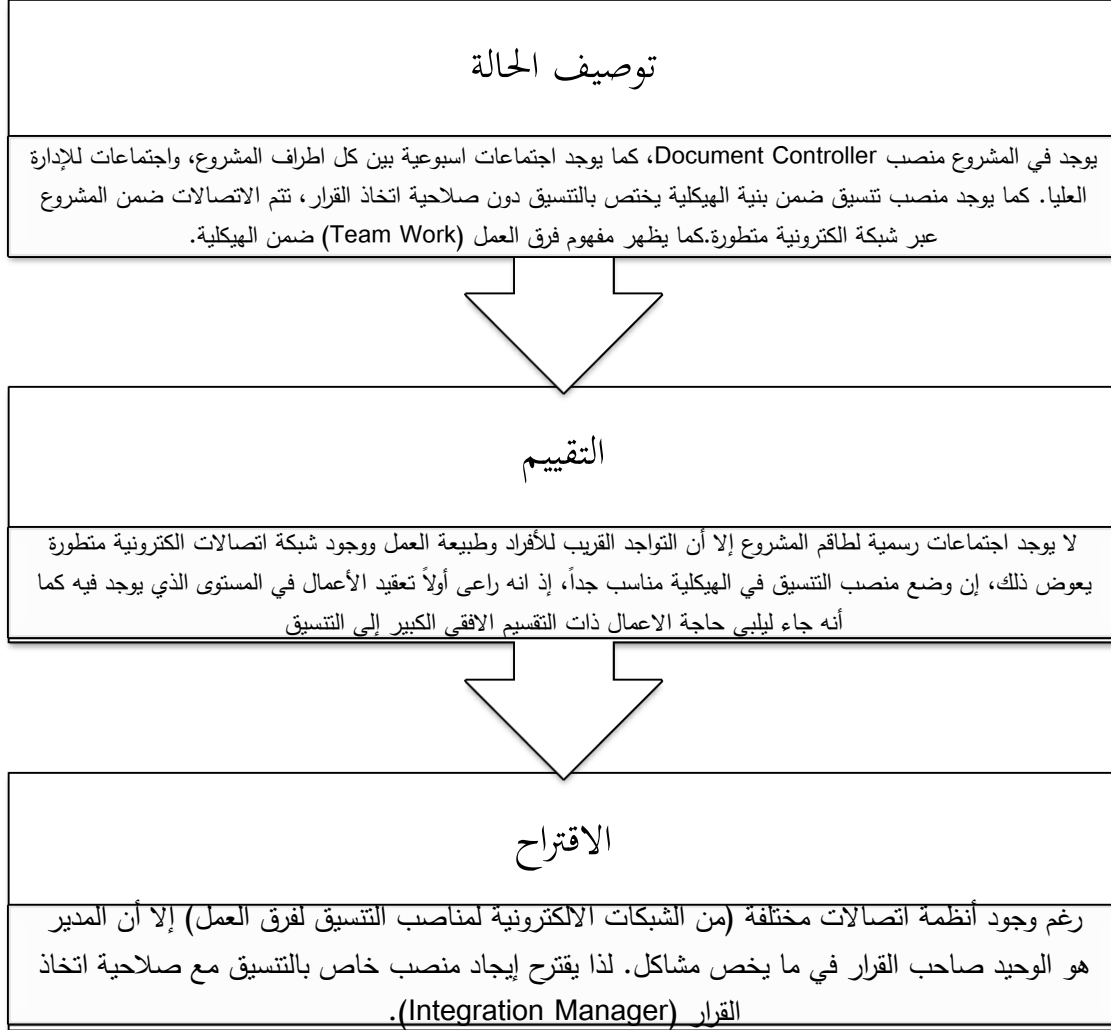 توصيف الحالة
يوجد في المشروع منصب Document Controller، كما يوجد اجتماعات اسبوعية بين كل اطراف المشروع، واجتماعات للإدارة
العليا. كما يوجد منصب تنسيق ضمن بنية الهيكلية يختص بالتنسيق دون صلاحية اتخاذ القرار، تتم الاتصالات ضمن المشروع
عبر شبكة الكترونية متطورة.كما يظهر مفهوم فرق العمل (Team Work) ضمن الهيكلية.
التقييم
لا يوجد اجتماعات رسمية لطاقم المشروع إلا أن التواجد القريب للأفراد وطبيعة العمل ووجود شبكة اتصالات الكترونية متطورة
يعوض ذلك، إن وضع منصب التنسيق في الهيكلية مناسب جداً، إذ انه راعى أولاً تعقيد الأعمال في المستوى الذي يوجد فيه كما
أنه جاء ليلبي حاجة الاعمال ذات التقسيم الافقي الكبير إلى التنسيق
الاقتراح
رغم وجود أنظمة اتصالات مختلفة (من الشبكات الالكترونية لمناصب التنسيق لفرق العمل) إلا أن المدير
هو الوحيد صاحب القرار في ما يخص مشاكل. لذا يقترح إيجاد منصب خاص بالتنسيق مع صلاحية اتخاذ
القرار (Integration Manager).